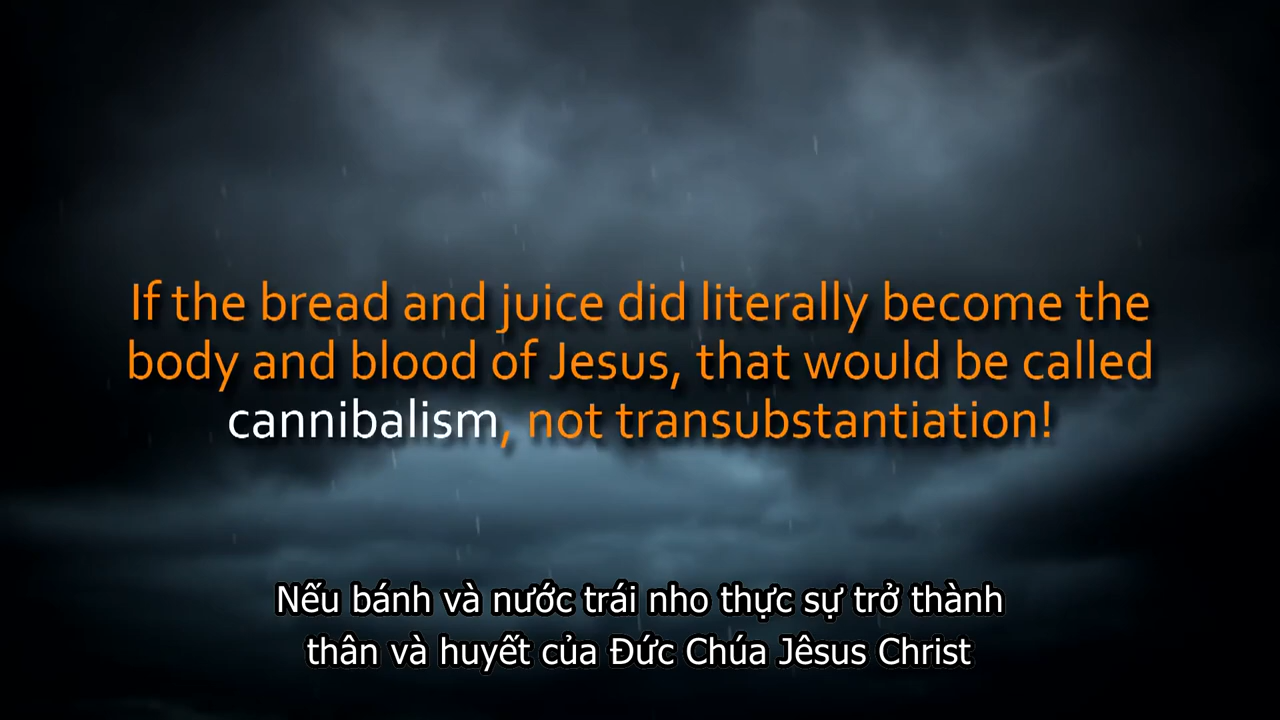 If the bread and juice did literally become the
body and blood of Jesus, that would be called
cannibalism, not transubstantiation!
Nếu bánh và nước trái nho thực sự trở thành
thân và huyết của Đức Chúa Jêsus Christ